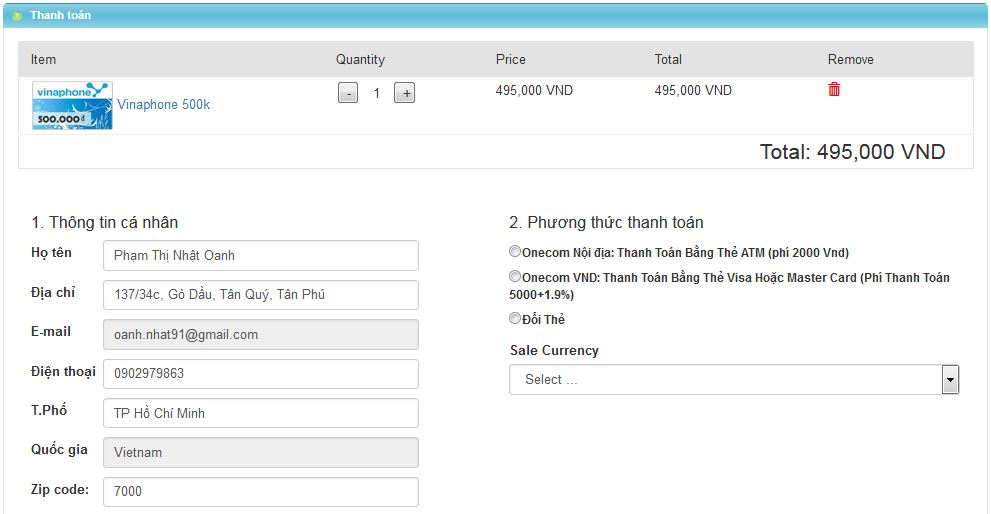 Thanh toán
Item Quantity Price Total Remove
vinaphone
500.000đ
Vinaphone 500k - 1 + 495,000 VND 495,000 VND
Total: 495,000 VND
1. Thông tin cá nhân
Họ tên Phạm Thị Nhật Oanh
Địa chỉ 137/34c, Gò Dầu, Tân Quý, Tân Phú
E-mail oanh.nhat91@gmail.com
Điện thoại 0902979863
T.Phố TP Hồ Chí Minh
Quốc gia Vietnam
Zip code: 7000
2. Phương thức thanh toán
Onecom Nội địa: Thanh Toán Bằng Thẻ ATM (phí 2000 Vnd)
Onecom VND: Thanh Toán Bằng Thẻ Visa Hoặc Master Card (Phí Thanh Toán
5000+1.9%)
Đổi Thẻ
Sale Currency
Select ...